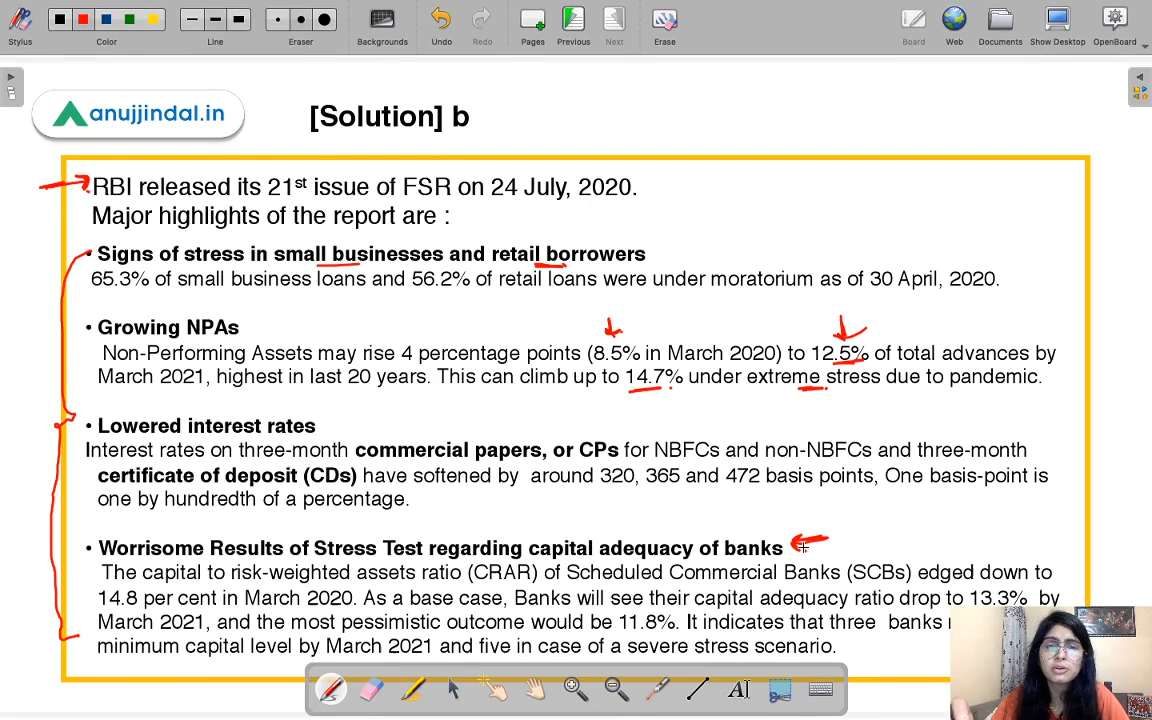 Stylus
Color
Line
Eraser
Backgrounds
Undo
Redo
Pages
Previous
Next
Erase
Board
Web
Documents
Show Desktop
OpenBoard
anujjindal.in
[Solution] b
RBI released its 21st issue of FSR on 24 July, 2020.
Major highlights of the report are :
• Signs of stress in small businesses and retail borrowers
65.3% of small business loans and 56.2% of retail loans were under moratorium as of 30 April, 2020.
• Growing NPAs
Non-Performing Assets may rise 4 percentage points (8.5% in March 2020) to 12.5% of total advances by
March 2021, highest in last 20 years. This can climb up to 14.7% under extreme stress due to pandemic.
• Lowered interest rates
Interest rates on three-month commercial papers, or CPs for NBFCs and non-NBFCs and three-month
certificate of deposit (CDs) have softened by around 320, 365 and 472 basis points, One basis-point is
one by hundredth of a percentage.
• Worrisome Results of Stress Test regarding capital adequacy of banks
The capital to risk-weighted assets ratio (CRAR) of Scheduled Commercial Banks (SCBs) edged down to
14.8 per cent in March 2020. As a base case, Banks will see their capital adequacy ratio drop to 13.3% by
March 2021, and the most pessimistic outcome would be 11.8%. It indicates that three banks
minimum capital level by March 2021 and five in case of a severe stress scenario.